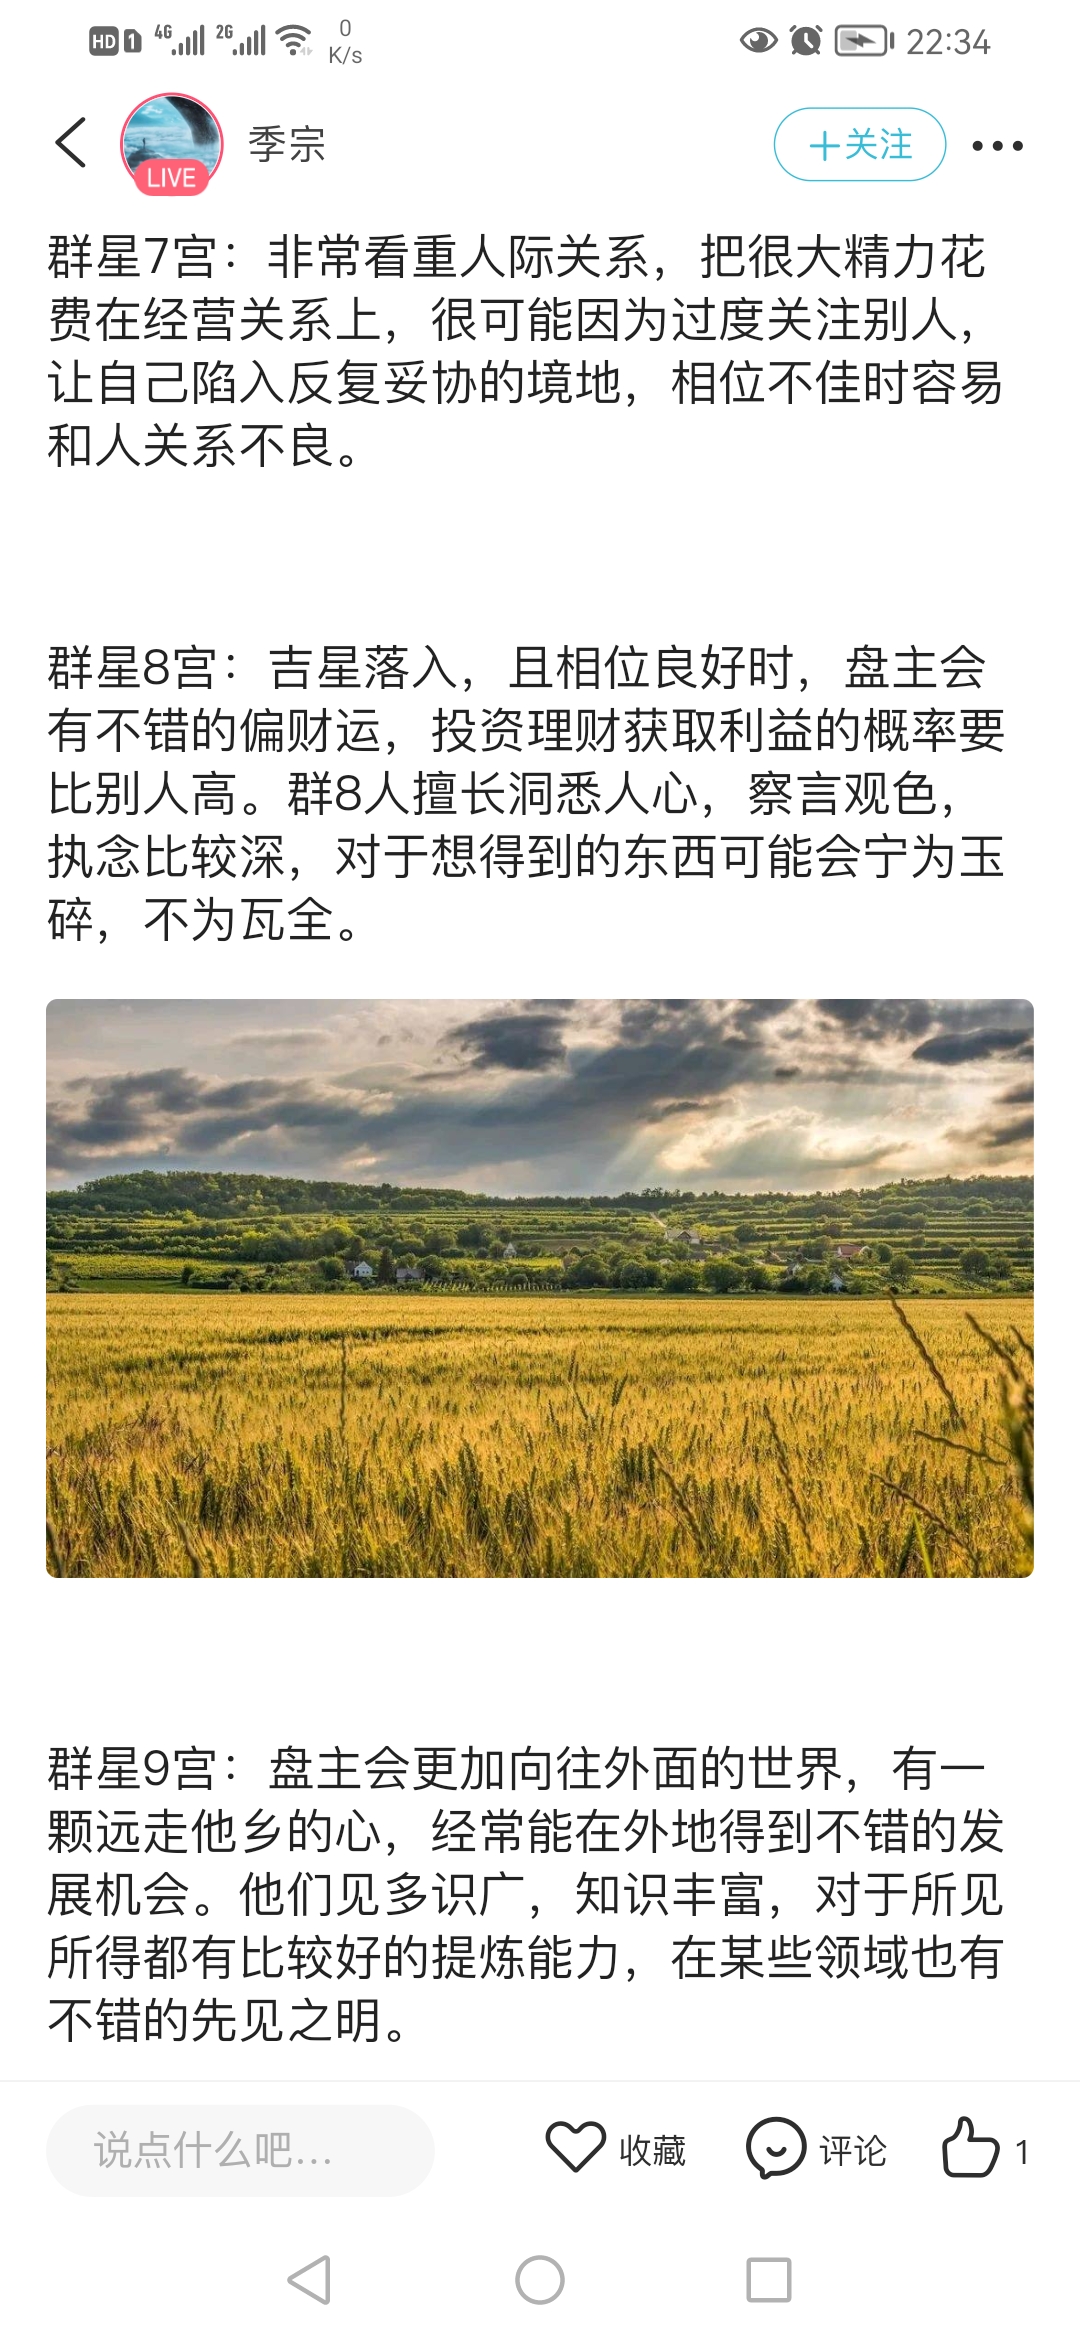 HD 1 4G 2G 0 K/s 22:34
季宗
LIVE
+关注
群星7宫：非常看重人际关系，把很大精力花
费在经营关系上，很可能因为过度关注别人，
让自己陷入反复妥协的境地，相位不佳时容易
和人关系不良。
群星8宫：吉星落入，且相位良好时，盘主会
有不错的偏财运，投资理财获取利益的概率要
比别人高。群8人擅长洞悉人心，察言观色，
执念比较深，对于想得到的东西可能会宁为玉
碎，不为瓦全。
群星9宫：盘主会更加向往外面的世界，有一
颗远走他乡的心，经常能在外地得到不错的发
展机会。他们见多识广，知识丰富，对于所见
所得都有比较好的提炼能力，在某些领域也有
不错的先见之明。
说点什么吧...
收藏
评论
1